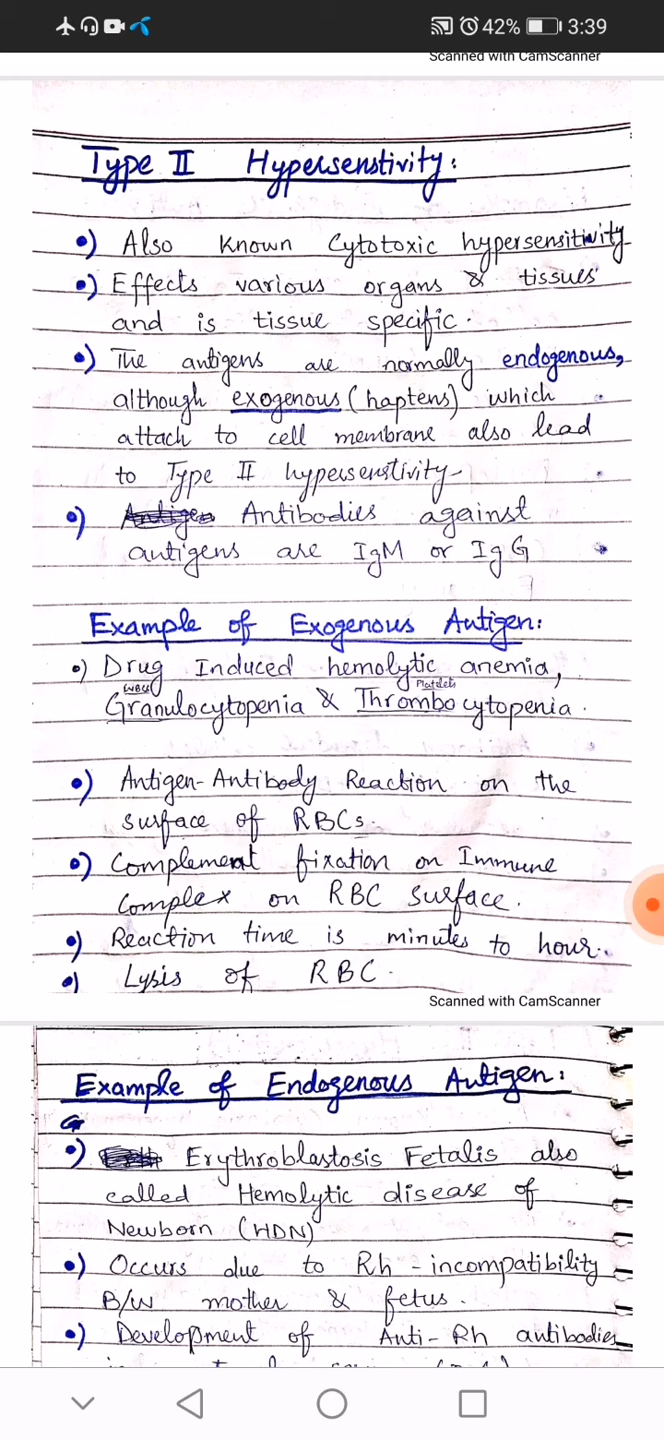 42% 3:39
Scanned with CamScanner
Type II Hypersenstivity:
•) Also Known Cytotoxic hypersensitivity
•) Effects various organs & tissues
and is tissue specific.
•) The antigens are normally endogenous,
although exogenous (haptens) which
attach to cell membrane also lead
to Type II hypersenstivity-
•) Antibodies against
antigens are IgM or IgG
Example of Exogenous Antigen:
•) Drug Induced hemolytic anemia,
(WBCs) Platelets
Granulocytopenia & Thrombocytopenia.
•) Antigen-Antibody Reaction on the
surface of RBCs.
•) Complement fixation on Immune
Complex on RBC surface.
•) Reaction time is minutes to hour.
•) Lysis of RBC.
Scanned with CamScanner
Example of Endogenous Antigen:
•) Erythroblastosis Fetalis also
called Hemolytic disease of
Newborn (HDN)
•) Occurs due to Rh-incompatibility
B/W mother & fetus.
•) Development of Anti-Rh antibodies